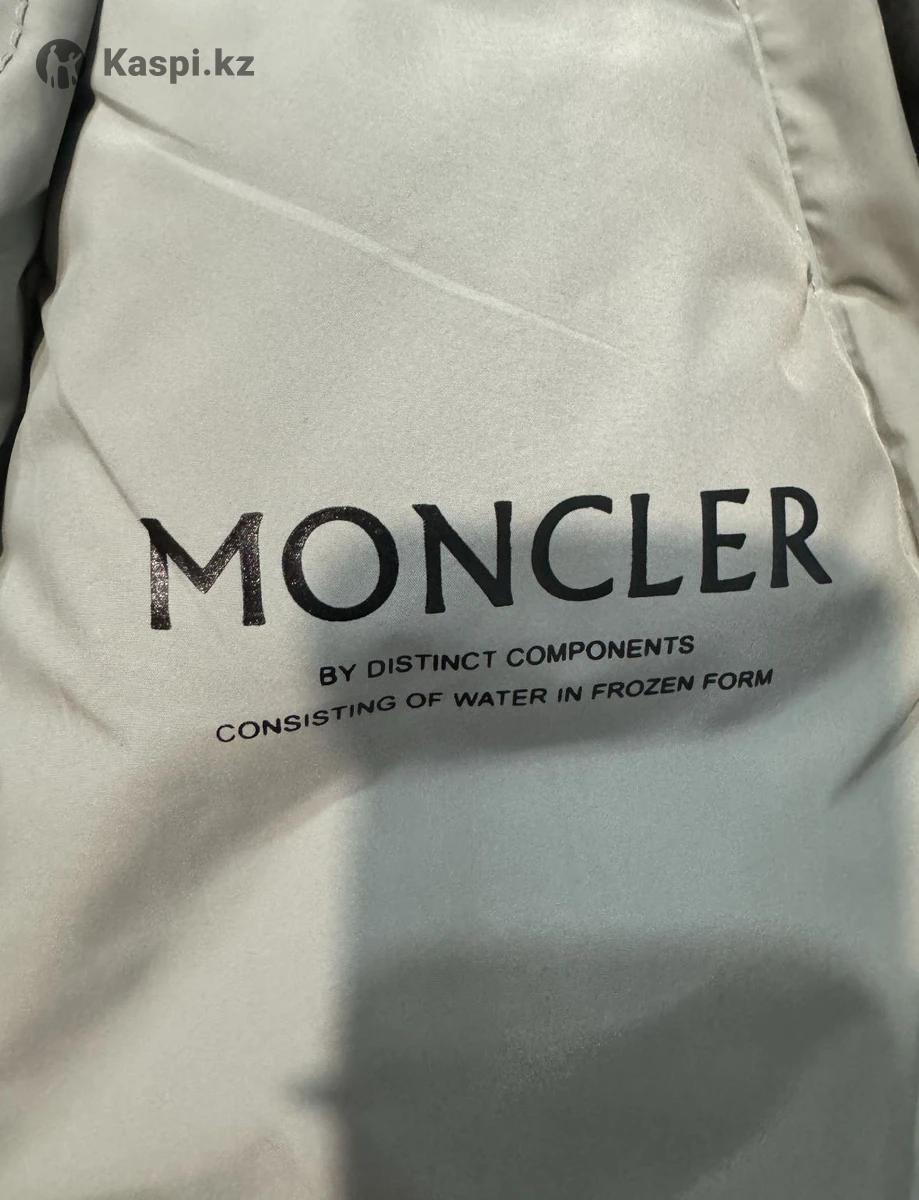 Kaspi.kz
MONCLER
BY DISTINCT COMPONENTS
CONSISTING OF WATER IN FROZEN FORM